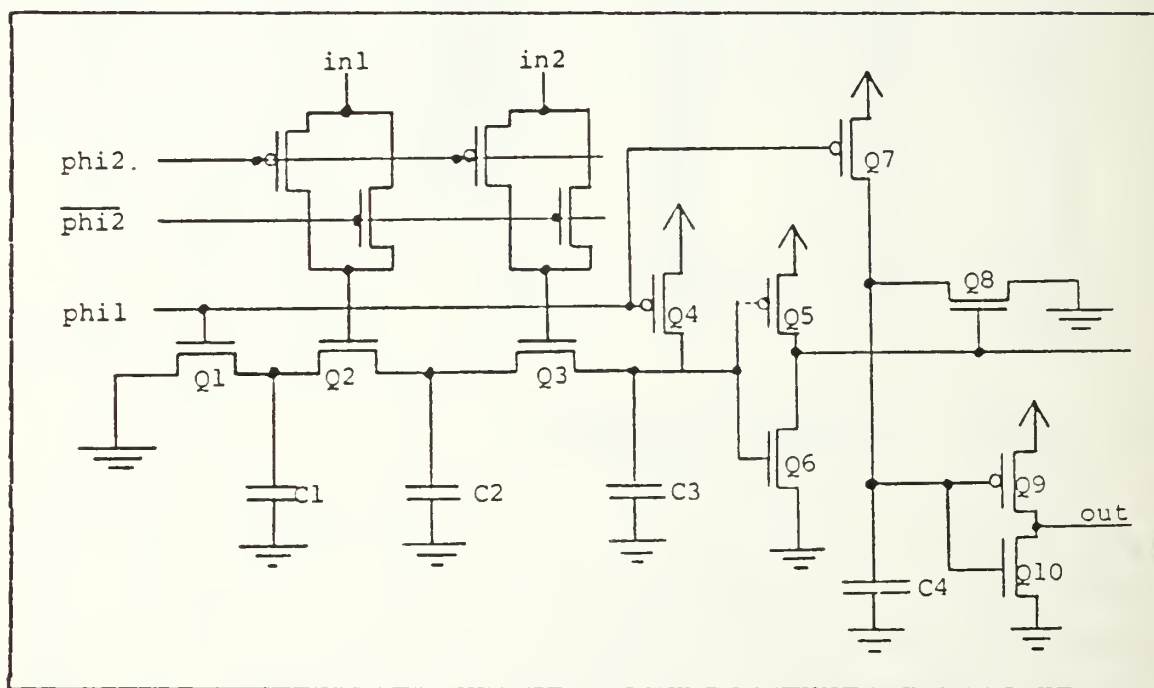 in1 in2
phi2.
phi2
phi1
Q1 Q2 Q3 Q4 Q5 Q6 Q7 Q8
C1 C2 C3 C4
Q9
Q10
out